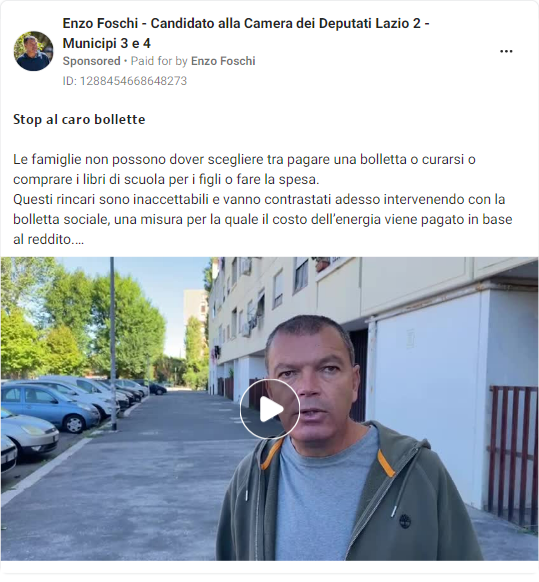 Enzo Foschi - Candidato alla Camera dei Deputati Lazio 2 -
Municipi 3 e 4
Sponsored • Paid for by Enzo Foschi
ID: 1288454668648273
Stop al caro bollette
Le famiglie non possono dover scegliere tra pagare una bolletta o curarsi o
comprare i libri di scuola per i figli o fare la spesa.
Questi rincari sono inaccettabili e vanno contrastati adesso intervenendo con la
bolletta sociale, una misura per la quale il costo dell’energia viene pagato in base
al reddito....